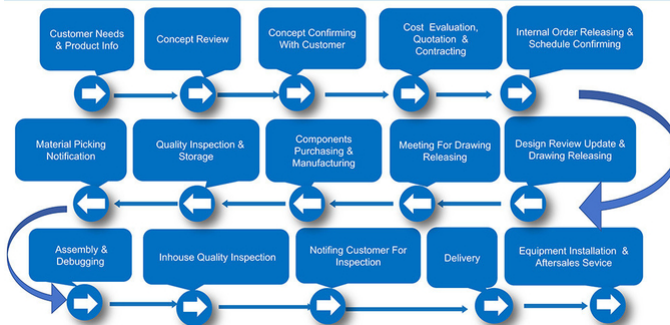 Customer Needs
& Product Info
Concept Review
Concept Confirming
With Customer
Cost Evaluation,
Quotation &
Contracting
Internal Order Releasing &
Schedule Confirming
Material Picking
Notification
Quality Inspection &
Storage
Components
Purchasing &
Manufacturing
Meeting For Drawing
Releasing
Design Review Update &
Drawing Releasing
Assembly &
Debugging
Inhouse Quality Inspection
Notifing Customer For
Inspection
Delivery
Equipment Installation &
Aftersales Sevice